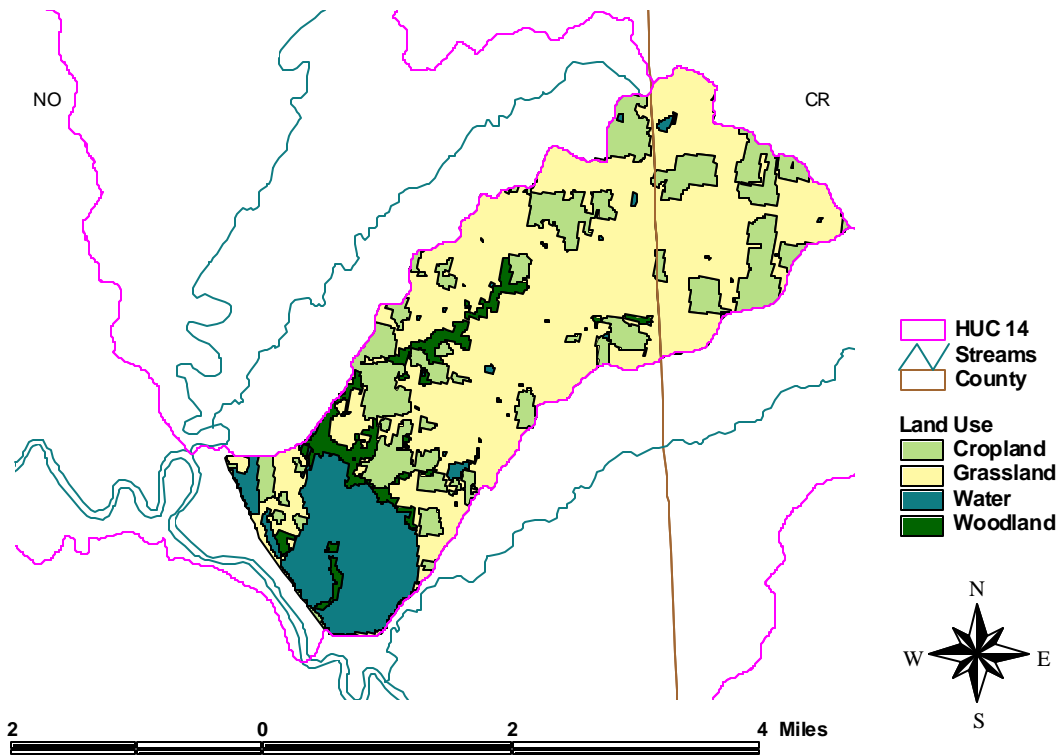 NO
CR
HUC 14
Streams
County
Land Use
Cropland
Grassland
Water
Woodland
N
W E
S
2 0 2 4 Miles